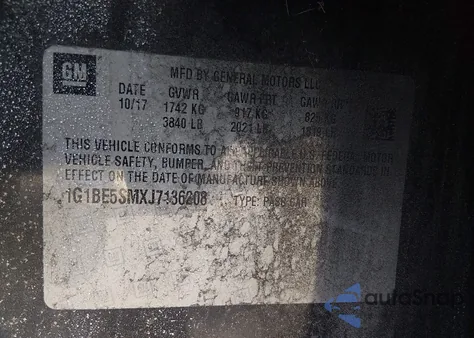 GM
MFD BY GENERAL MOTORS LLC
DATE GVWR GAWR FRT GAWR RR
10/17 1742 KG 917 KG
3840 LB 2021 LB
THIS VEHICLE CONFORMS TO ALL APPLICABLE U.S. FEDERAL MOTOR
VEHICLE SAFETY, BUMPER, AND THEFT PREVENTION STANDARDS IN
EFFECT ON THE DATE OF MANUFACTURE SHOWN ABOVE.
1G1BE5SMXJ7136208 TYPE: PASS CAR
autoSnap